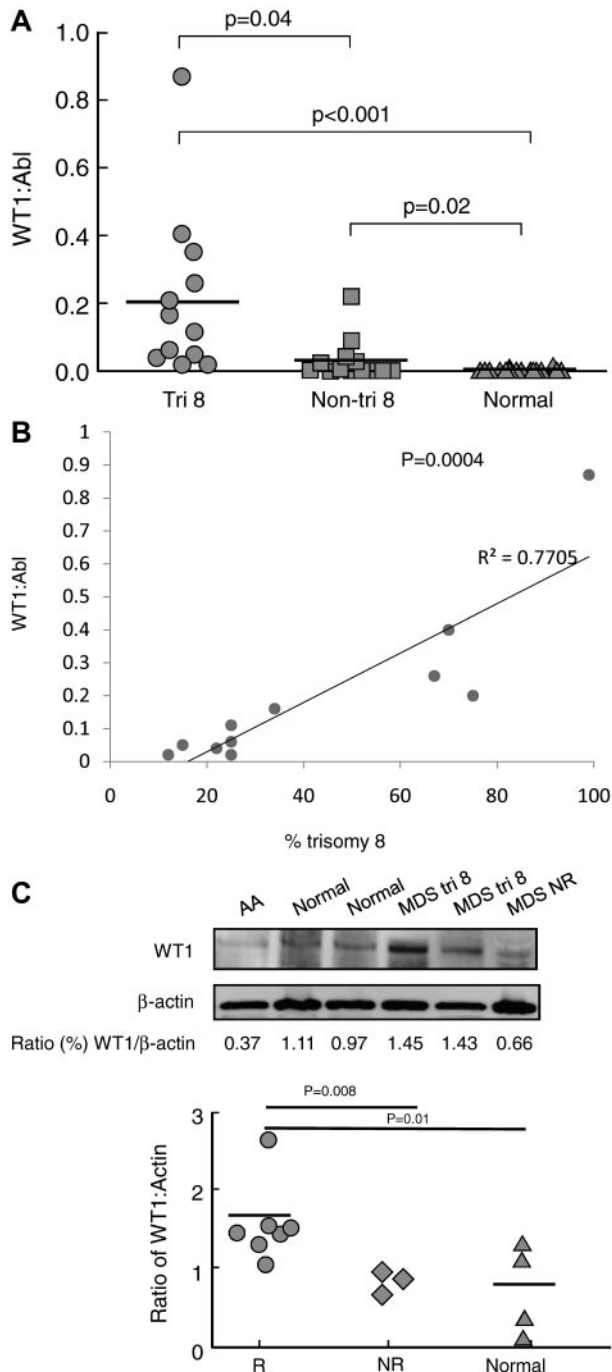 A
1.0
p=0.04
0.8
p<0.001
0.6
WT1:Abl
p=0.02
0.4
0.2
0.0
Tri 8 Non-tri 8 Normal
B
1
P=0.0004
0.9
0.8
0.7
R² = 0.7705
0.6
WT1:Abl
0.5
0.4
0.3
0.2
0.1
0
0 20 40 60 80 100
% trisomy 8
C
AA Normal Normal MDS tri 8 MDS tri 8 MDS NR
WT1
β-actin
Ratio (%) WT1/β-actin 0.37 1.11 0.97 1.45 1.43 0.66
P=0.008
P=0.01
3
2
Ratio of WT1:Actin
1
0
R NR Normal